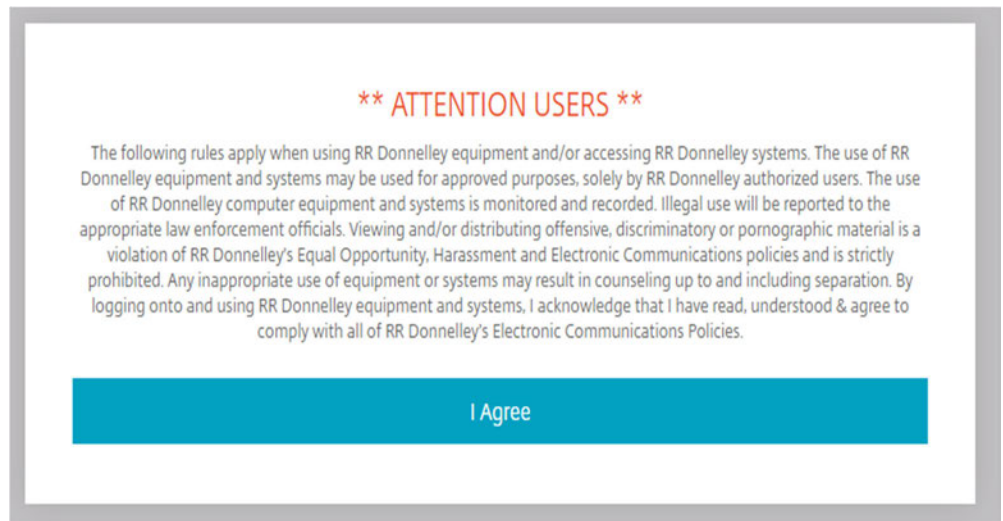 ** ATTENTION USERS **
The following rules apply when using RR Donnelley equipment and/or accessing RR Donnelley systems. The use of RR
Donnelley equipment and systems may be used for approved purposes, solely by RR Donnelley authorized users. The use
of RR Donnelley computer equipment and systems is monitored and recorded. Illegal use will be reported to the
appropriate law enforcement officials. Viewing and/or distributing offensive, discriminatory or pornographic material is a
violation of RR Donnelley's Equal Opportunity, Harassment and Electronic Communications policies and is strictly
prohibited. Any inappropriate use of equipment or systems may result in counseling up to and including separation. By
logging onto and using RR Donnelley equipment and systems, I acknowledge that I have read, understood & agree to
comply with all of RR Donnelley's Electronic Communications Policies.
I Agree